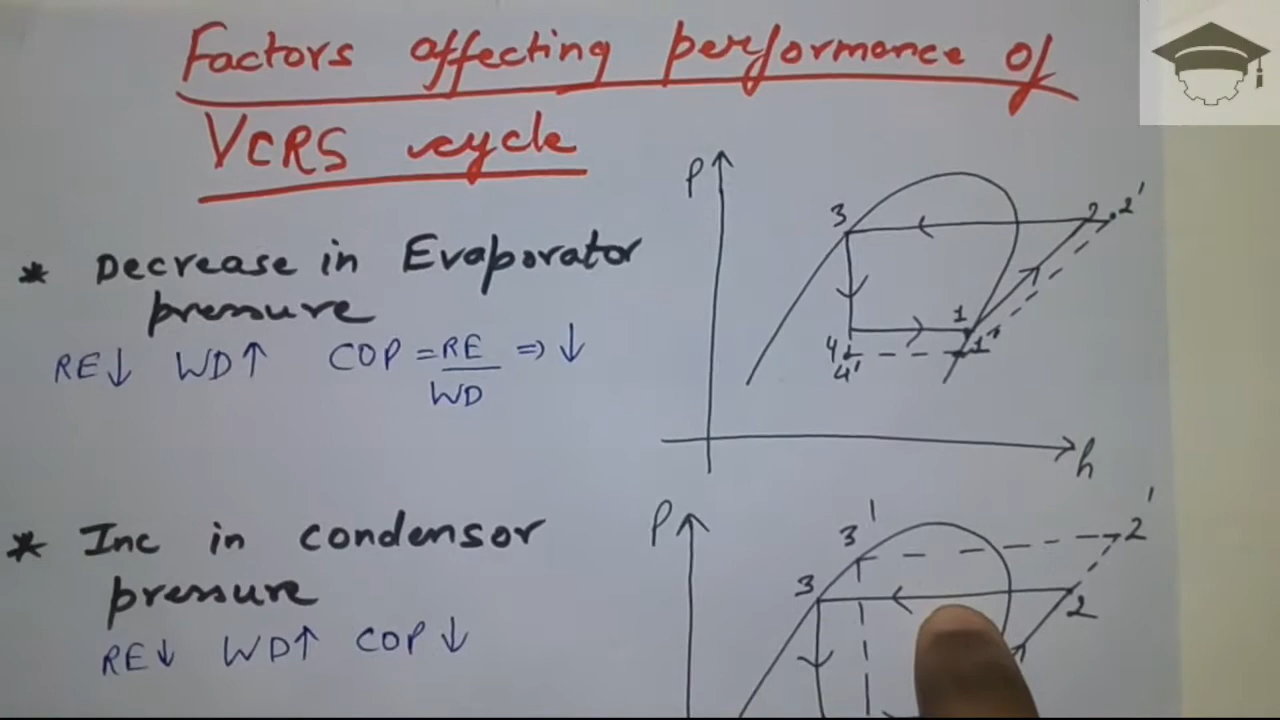 Factors affecting performance of
VCRS cycle
* Decrease in Evaporator
pressure
RE↓ WD↑ COP = RE/WD ⇒ ↓
P
3
2
2'
1
1'
4
4'
h
* Inc in condensor
pressure
RE↓ WD↑ COP↓
P
3'
2'
3
2